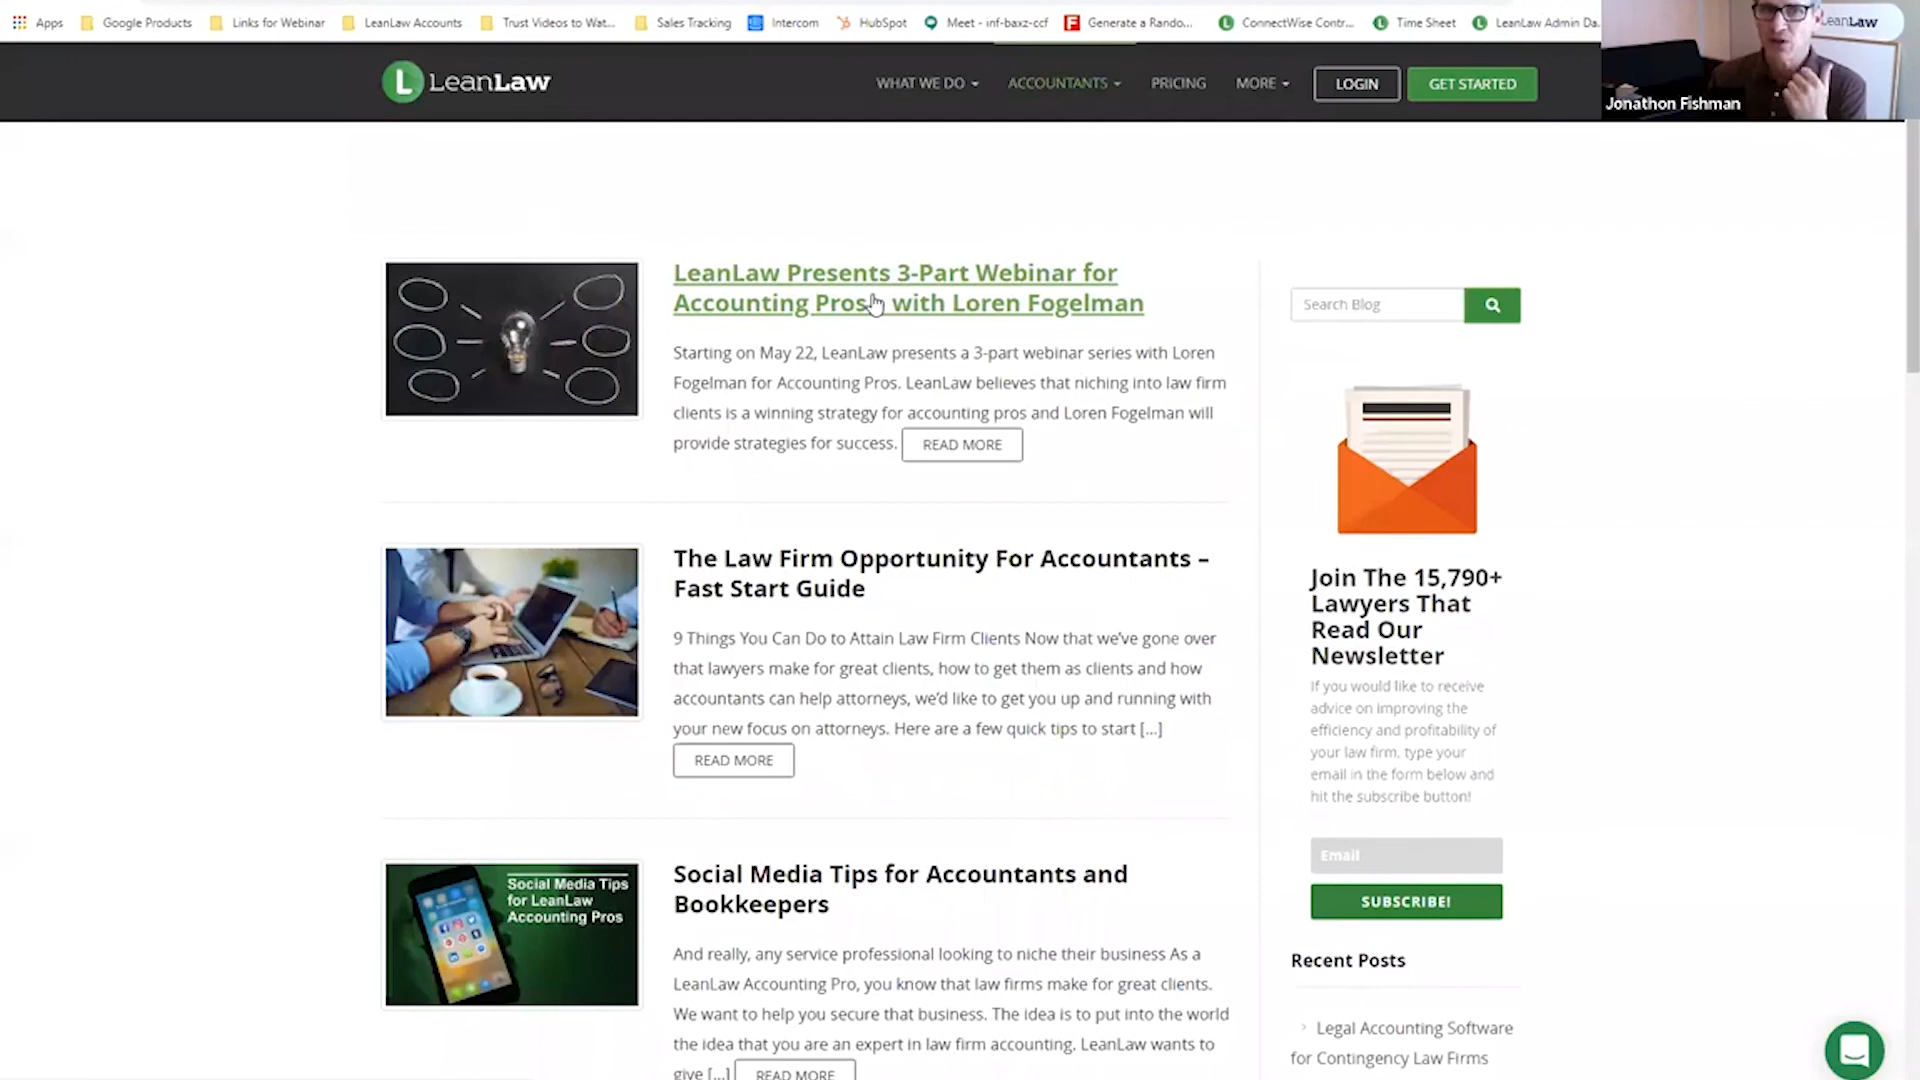 Apps
Google Products
Links for Webinar
LeanLaw Accounts
Trust Videos to Wat...
Sales Tracking
Intercom
HubSpot
Meet - inf-baxz-ccf
Generate a Rando...
ConnectWise Contr...
Time Sheet
LeanLaw Admin Da...
LeanLaw
Jonathon Fishman
LeanLaw
WHAT WE DO
ACCOUNTANTS
PRICING
MORE
LOGIN
GET STARTED
LeanLaw Presents 3-Part Webinar for
Accounting Pros with Loren Fogelman
Starting on May 22, LeanLaw presents a 3-part webinar series with Loren
Fogelman for Accounting Pros. LeanLaw believes that niching into law firm
clients is a winning strategy for accounting pros and Loren Fogelman will
provide strategies for success. READ MORE
The Law Firm Opportunity For Accountants –
Fast Start Guide
9 Things You Can Do to Attain Law Firm Clients Now that we've gone over
that lawyers make for great clients, how to get them as clients and how
accountants can help attorneys, we'd like to get you up and running with
your new focus on attorneys. Here are a few quick tips to start [...]
READ MORE
Social Media Tips
for LeanLaw
Accounting Pros
Social Media Tips for Accountants and
Bookkeepers
And really, any service professional looking to niche their business As a
LeanLaw Accounting Pro, you know that law firms make for great clients.
We want to help you secure that business. The idea is to put into the world
the idea that you are an expert in law firm accounting. LeanLaw wants to
give [...] READ MORE
Search Blog
Join The 15,790+
Lawyers That
Read Our
Newsletter
If you would like to receive
advice on improving the
efficiency and profitability of
your law firm, type your
email in the form below and
hit the subscribe button!
Email
SUBSCRIBE!
Recent Posts
Legal Accounting Software
for Contingency Law Firms